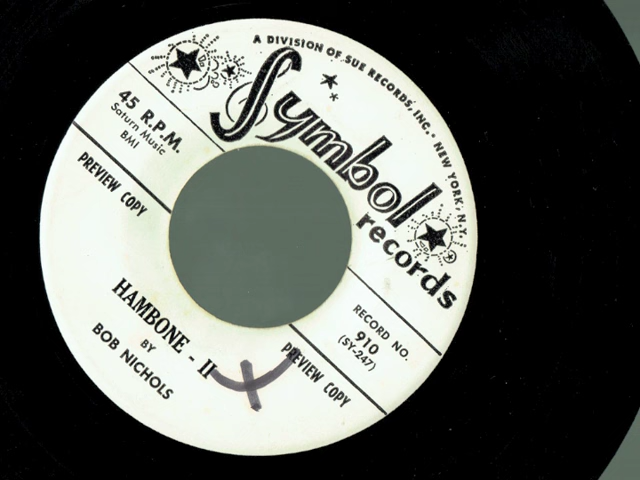 A DIVISION OF SUE RECORDS, INC. • NEW YORK, N.Y.
Symbol
records
45 R.P.M.
Saturn Music
BMI
PREVIEW COPY
RECORD NO.
910
(SY-247)
PREVIEW COPY
HAMBONE - II
BY
BOB NICHOLS